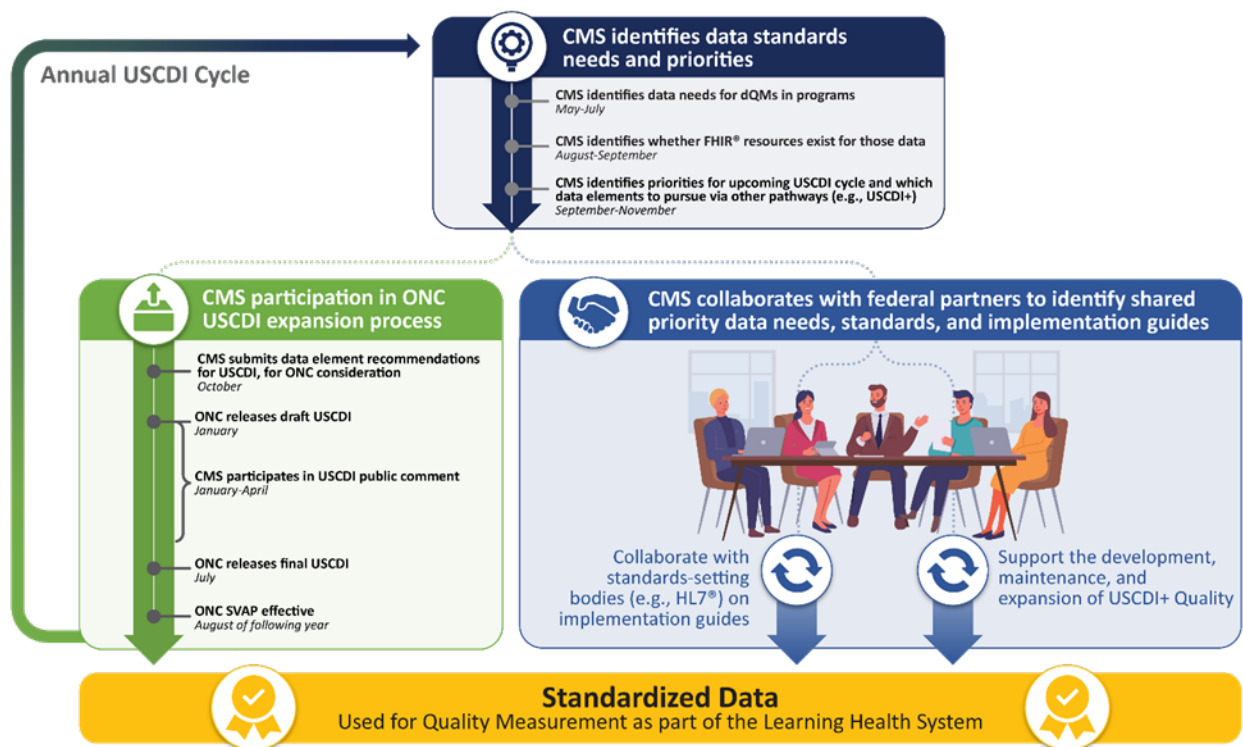 Annual USCDI Cycle
CMS identifies data standards
needs and priorities
CMS identifies data needs for dQMs in programs
May-July
CMS identifies whether FHIR® resources exist for those data
August-September
CMS identifies priorities for upcoming USCDI cycle and which
data elements to pursue via other pathways (e.g., USCDI+)
September-November
CMS participation in ONC
USCDI expansion process
CMS submits data element recommendations
for USCDI, for ONC consideration
October
ONC releases draft USCDI
January
CMS participates in USCDI public comment
January-April
ONC releases final USCDI
July
ONC SVAP effective
August of following year
CMS collaborates with federal partners to identify shared
priority data needs, standards, and implementation guides
Collaborate with
standards-setting
bodies (e.g., HL7®) on
implementation guides
Support the development,
maintenance, and
expansion of USCDI+ Quality
Standardized Data
Used for Quality Measurement as part of the Learning Health System